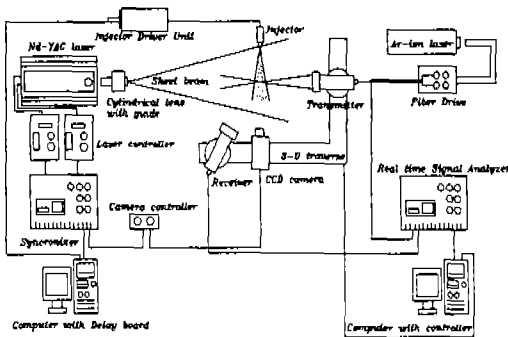 Injector Driver Unit
Injector
Nd-YAG laser
Ar-ion laser
Sheet beam
Cylindrical lens
with guide
Transmitter
Fiber Drive
Laser controller
3-D traverse
Receiver
CCD camera
Real time Signal Analyzer
Camera controller
Syncronizer
Computer with Delay board
Computer with controller